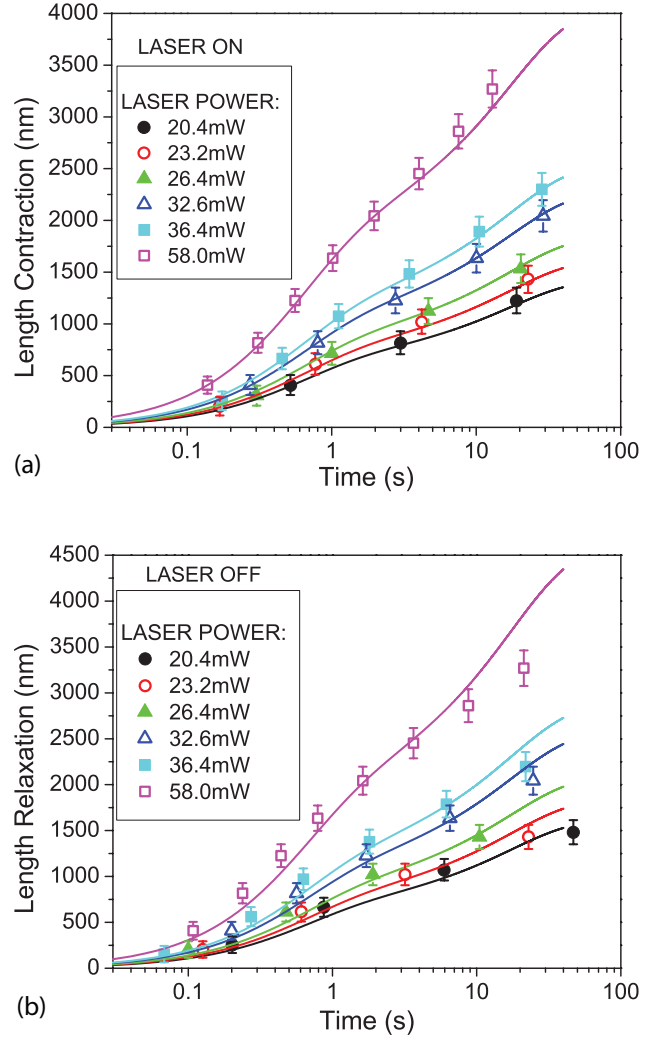 4000
3500
3000
2500
2000
1500
1000
500
0
Length Contraction (nm)
LASER ON
LASER POWER:
20.4mW
23.2mW
26.4mW
32.6mW
36.4mW
58.0mW
0.1
1
10
100
Time (s)
(a)
4500
4000
3500
3000
2500
2000
1500
1000
500
0
Length Relaxation (nm)
LASER OFF
LASER POWER:
20.4mW
23.2mW
26.4mW
32.6mW
36.4mW
58.0mW
0.1
1
10
100
Time (s)
(b)